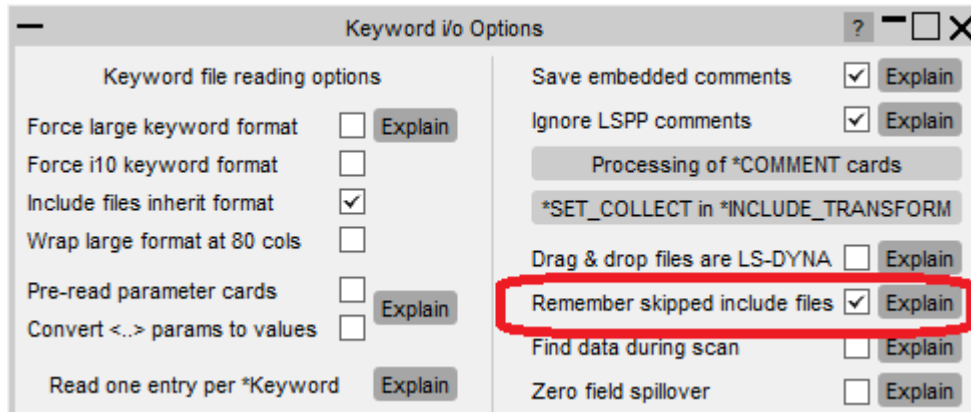 Keyword i/o Options ?
Keyword file reading options
Force large keyword format Explain
Force i10 keyword format
Include files inherit format
Wrap large format at 80 cols
Pre-read parameter cards
Explain
Convert <..> params to values
Read one entry per *Keyword Explain
Save embedded comments Explain
Ignore LSPP comments Explain
Processing of *COMMENT cards
*SET_COLLECT in *INCLUDE_TRANSFORM
Drag & drop files are LS-DYNA Explain
Remember skipped include files Explain
Find data during scan Explain
Zero field spillover Explain